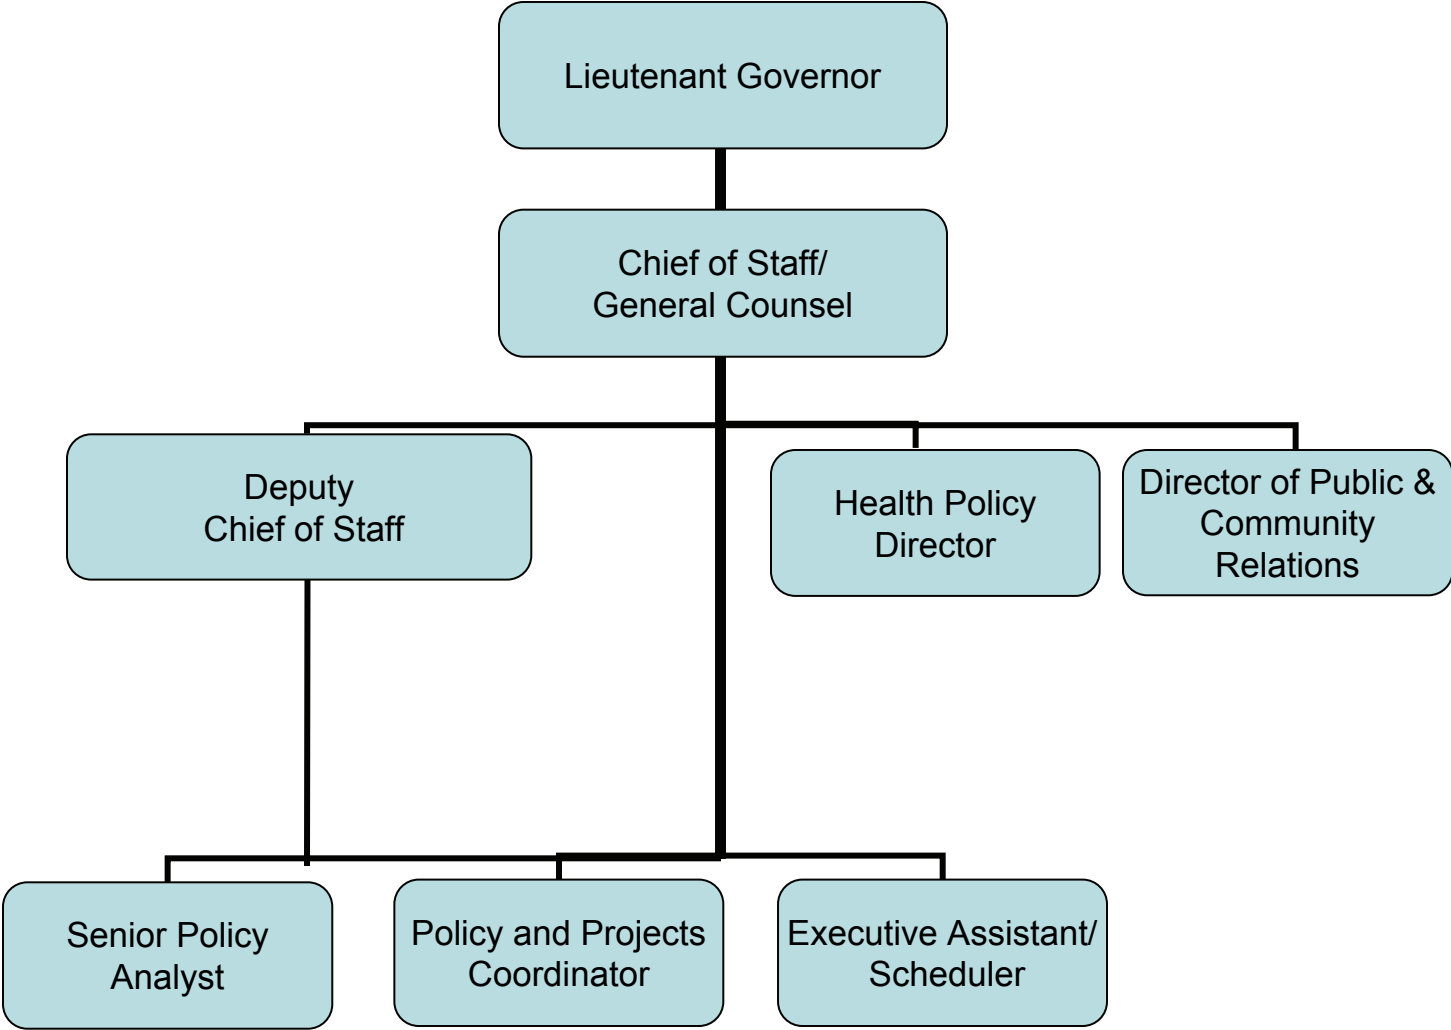 Lieutenant Governor
Chief of Staff/
General Counsel
Deputy
Chief of Staff
Health Policy
Director
Director of Public &
Community
Relations
Senior Policy
Analyst
Policy and Projects
Coordinator
Executive Assistant/
Scheduler